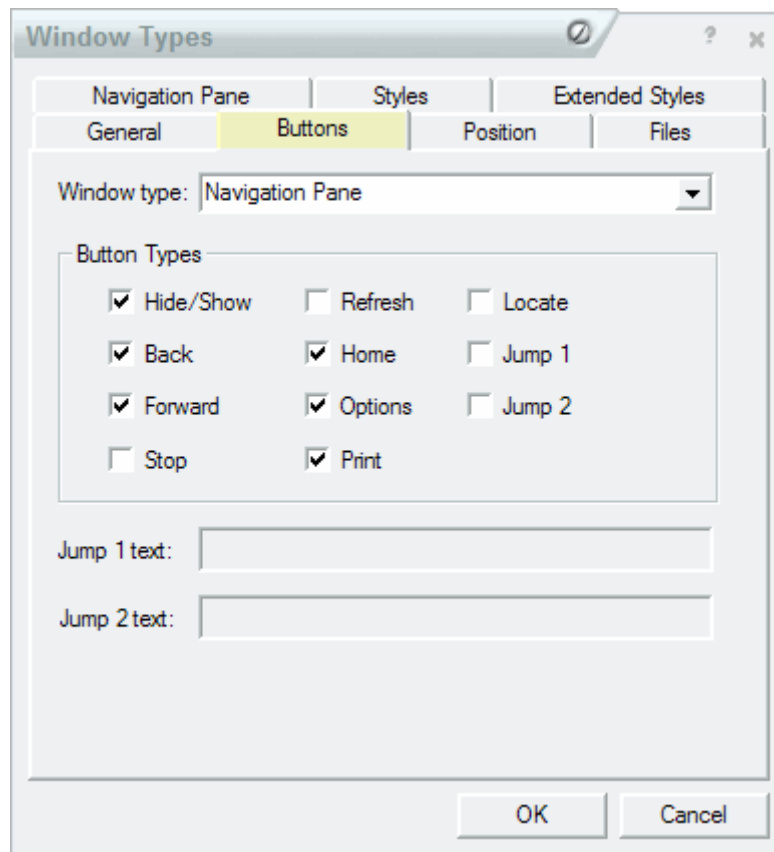 Window Types
Navigation Pane Styles Extended Styles
General Buttons Position Files
Window type: Navigation Pane
Button Types
Hide/Show Refresh Locate
Back Home Jump 1
Forward Options Jump 2
Stop Print
Jump 1 text:
Jump 2 text:
OK Cancel